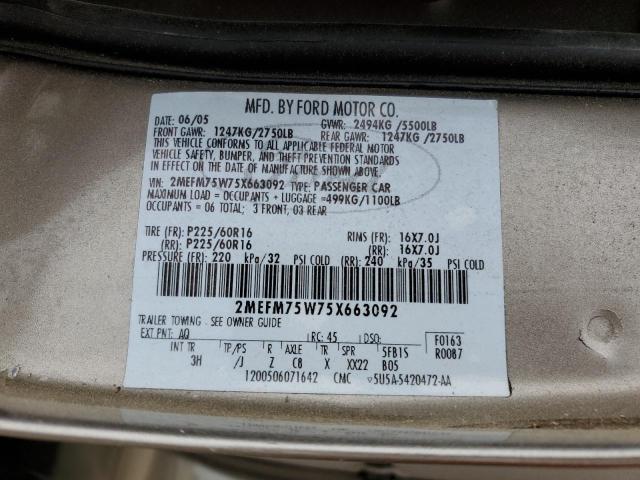 MFD. BY FORD MOTOR CO.
DATE: 06/05 GVWR: 2494KG /5500LB
FRONT GAWR: 1247KG/2750LB REAR GAWR: 1247KG /2750LB
THIS VEHICLE CONFORMS TO ALL APPLICABLE FEDERAL MOTOR
VEHICLE SAFETY, BUMPER, AND THEFT PREVENTION STANDARDS
IN EFFECT ON THE DATE OF MANUFACTURE SHOWN ABOVE.
VIN: 2MEFM75W75X663092 TYPE: PASSENGER CAR
MAXIMUM LOAD = OCCUPANTS + LUGGAGE = 499KG/1100LB
OCCUPANTS = 06 TOTAL; 3 FRONT, 03 REAR
TIRE (FR): P225/60R16 RIMS (FR): 16X7.0J
(RR): P225/60R16 (RR): 16X7.0J
PRESSURE (FR): 220 kPa/32 PSI COLD (RR): 240 kPa/35 PSI COLD
2MEFM75W75X663092
TRAILER TOWING - SEE OWNER GUIDE
EXT PNT: AQ RC: 45 DSO: F0163
INT TR TP/PS R AXLE TR SPR 5FB1S R0087
3H /J Z C8 X XX22 B05
1200506071642 CMC v5U5A-5420472-AA